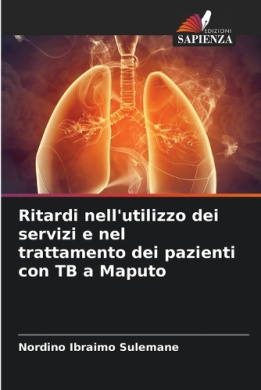 EDIZIONI
SAPIENZA
Ritardi nell'utilizzo dei
servizi e nel
trattamento dei pazienti
con TB a Maputo
Nordino Ibraimo Sulemane